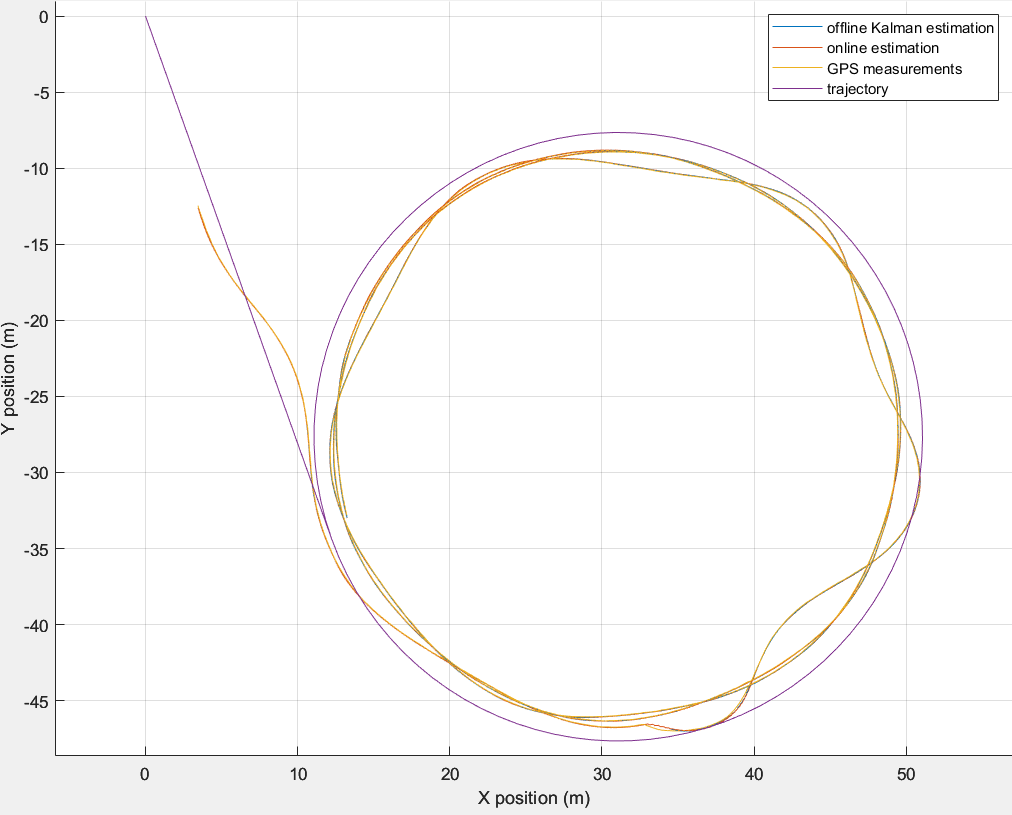 offline Kalman estimation
online estimation
GPS measurements
trajectory
0
-5
-10
-15
-20
-25
-30
-35
-40
-45
Y position (m)
0 10 20 30 40 50
X position (m)